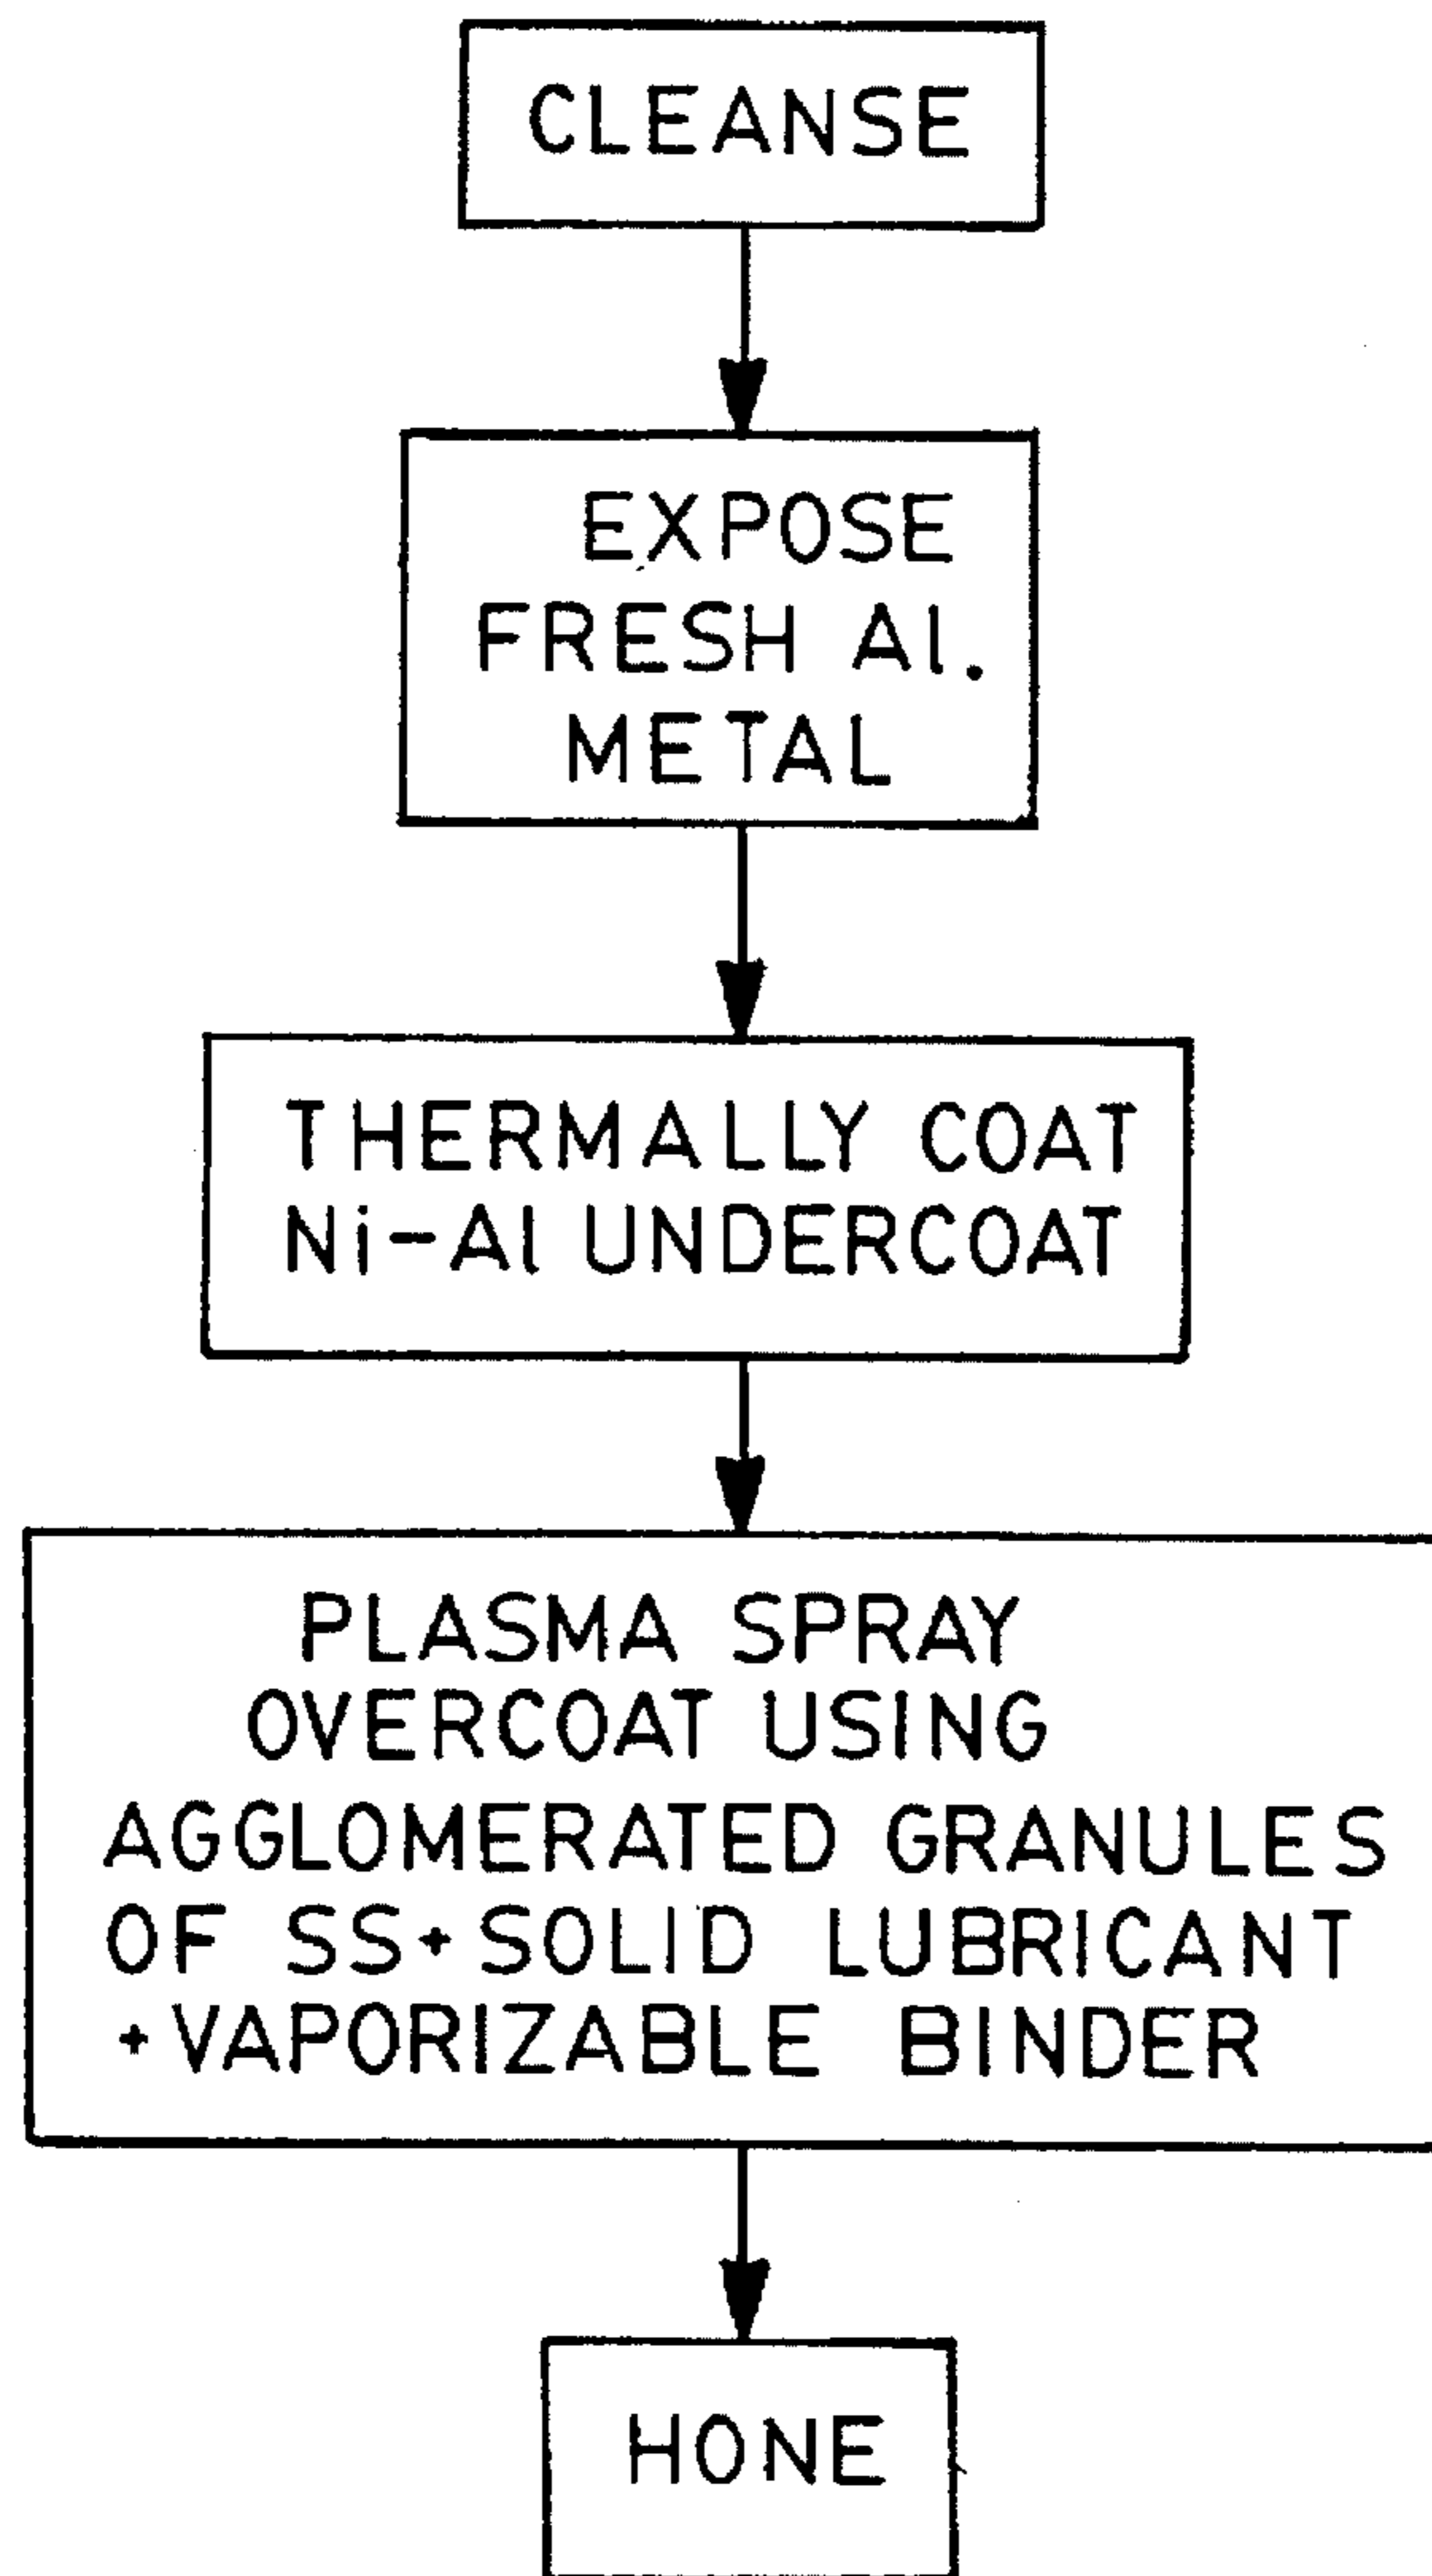 CLEANSE
EXPOSE
FRESH Al.
METAL
THERMALLY COAT
Ni-Al UNDERCOAT
PLASMA SPRAY
OVERCOAT USING
AGGLOMERATED GRANULES
OF SS+SOLID LUBRICANT
+VAPORIZABLE BINDER
HONE